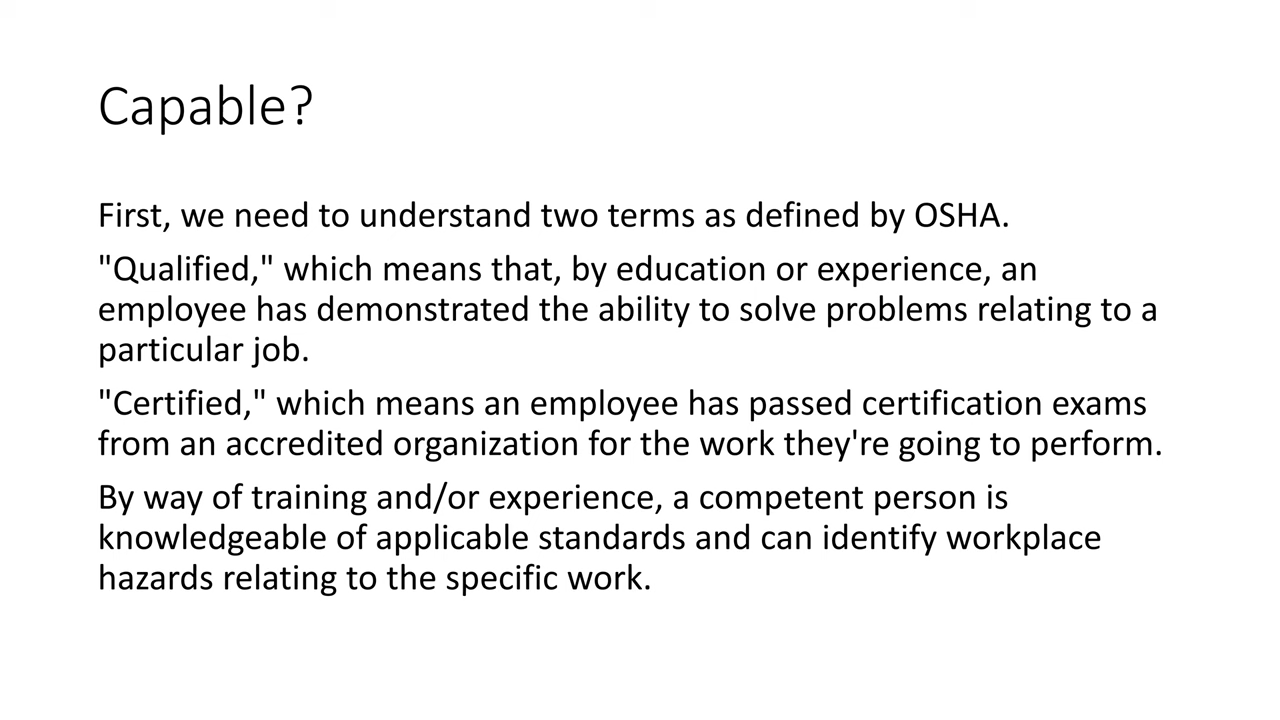 Capable?
First, we need to understand two terms as defined by OSHA.
"Qualified," which means that, by education or experience, an
employee has demonstrated the ability to solve problems relating to a
particular job.
"Certified," which means an employee has passed certification exams
from an accredited organization for the work they're going to perform.
By way of training and/or experience, a competent person is
knowledgeable of applicable standards and can identify workplace
hazards relating to the specific work.